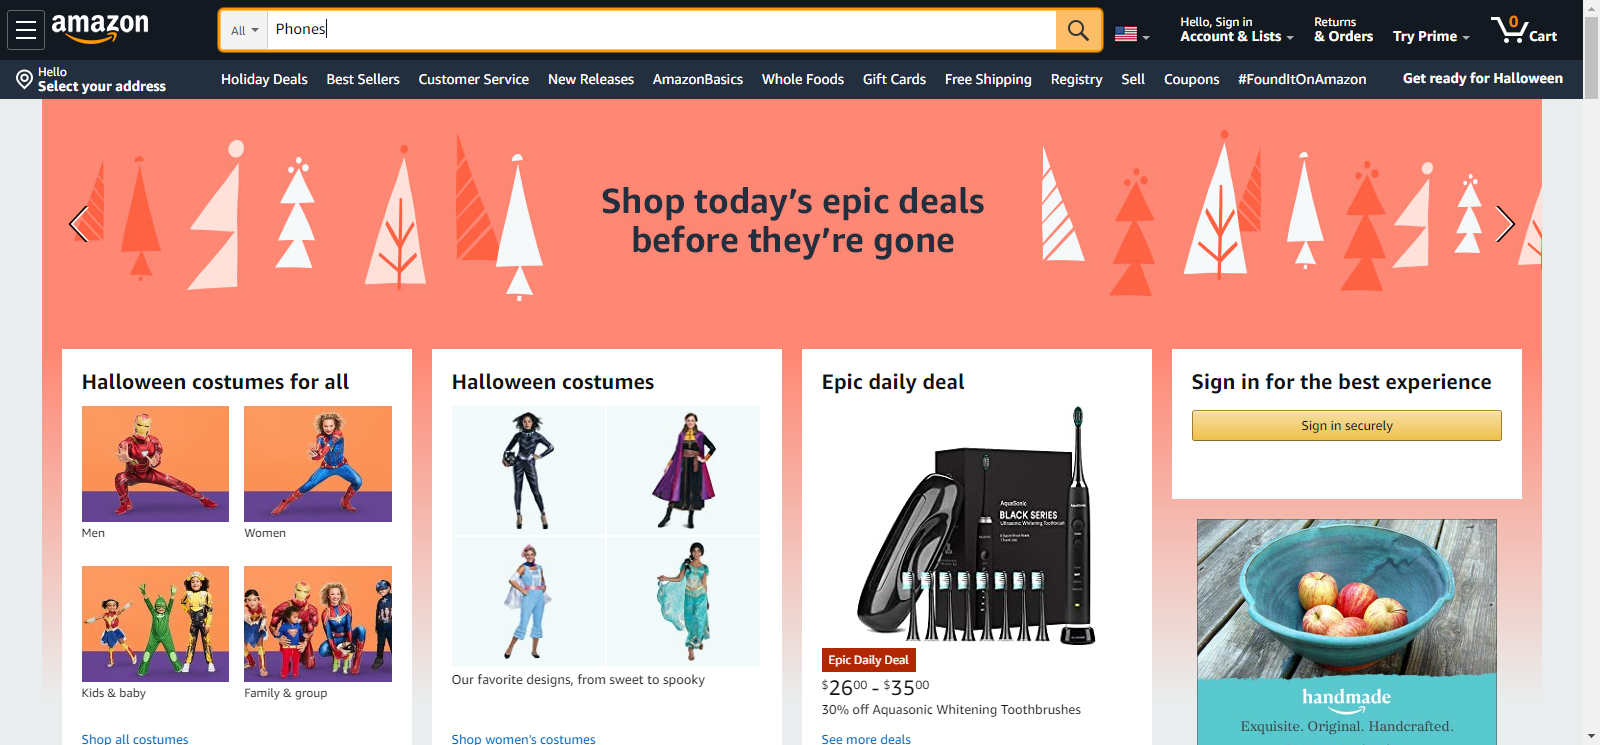 amazon
All
Phones
Hello, Sign in
Account & Lists
Returns
& Orders
Try Prime
0
Cart
Hello
Select your address
Holiday Deals
Best Sellers
Customer Service
New Releases
AmazonBasics
Whole Foods
Gift Cards
Free Shipping
Registry
Sell
Coupons
#FoundItOnAmazon
Get ready for Halloween
Shop today's epic deals
before they're gone
Halloween costumes for all
Men
Women
Kids & baby
Family & group
Shop all costumes
Halloween costumes
Our favorite designs, from sweet to spooky
Shop women's costumes
Epic daily deal
AquaSonic
BLACK SERIES
Ultrasonic Whitening Toothbrush
Epic Daily Deal
$2600 - $3500
30% off Aquasonic Whitening Toothbrushes
See more deals
Sign in for the best experience
Sign in securely
handmade
Exquisite. Original. Handcrafted.